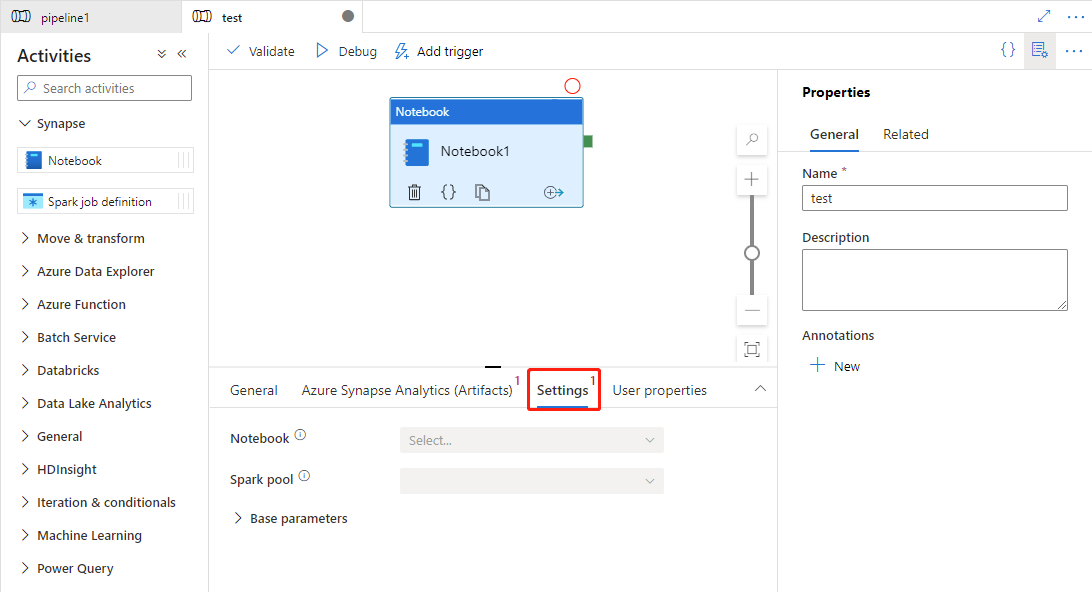 pipeline1
test
Activities
Search activities
Synapse
Notebook
Spark job definition
Move & transform
Azure Data Explorer
Azure Function
Batch Service
Databricks
Data Lake Analytics
General
HDInsight
Iteration & conditionals
Machine Learning
Power Query
Validate
Debug
Add trigger
Notebook
Notebook1
General
Azure Synapse Analytics (Artifacts) 1
Settings 1
User properties
Notebook
Select...
Spark pool
Base parameters
Properties
General
Related
Name *
test
Description
Annotations
New